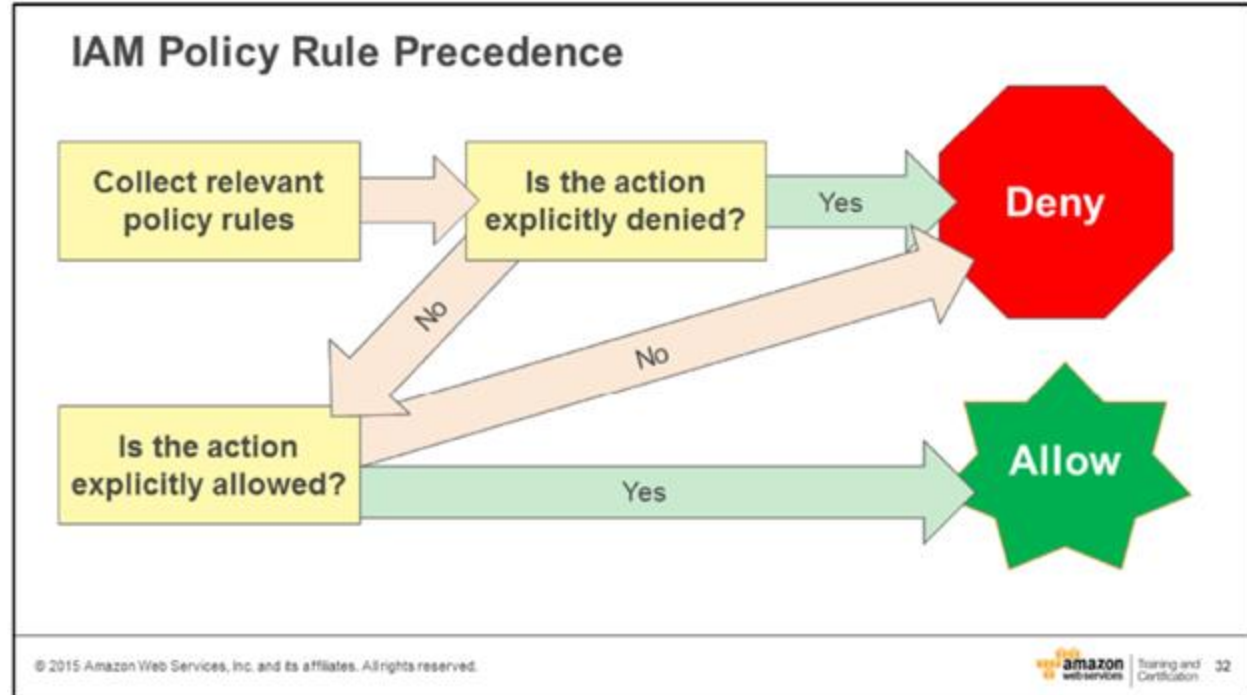 IAM Policy Rule Precedence
Collect relevant
policy rules
Is the action
explicitly denied?
Yes
Deny
No
No
Is the action
explicitly allowed?
Yes
Allow
© 2015 Amazon Web Services, Inc. and its affiliates. All rights reserved.
amazon
webservices
Training and
Certification
32